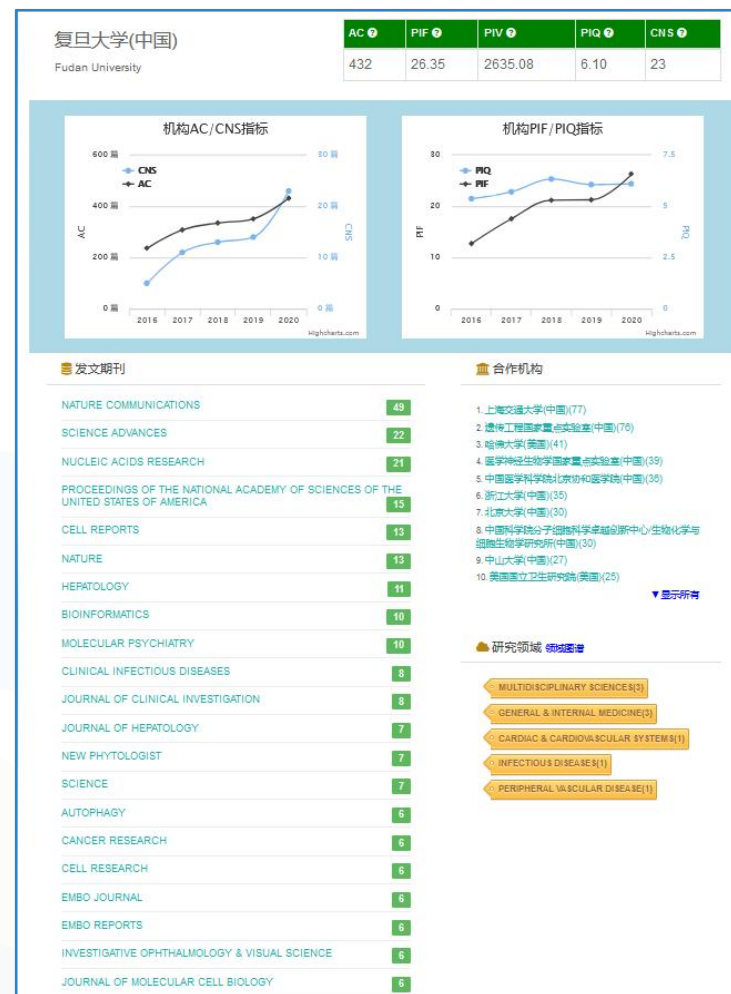 复旦大学(中国)
Fudan University
AC PIF PIV PIQ CNS
432 26.35 2635.08 6.10 23
机构AC/CNS指标
600 篇
400 篇
200 篇
0 篇
AC
CNS
AC
30 篇
20 篇
10 篇
0 篇
CNS
2016 2017 2018 2019 2020
Highcharts.com
机构PIF/PIQ指标
30
20
10
0
PIF
PIQ
PIF
7.5
5
2.5
0
PIQ
2016 2017 2018 2019 2020
Highcharts.com
发文期刊
NATURE COMMUNICATIONS 49
SCIENCE ADVANCES 22
NUCLEIC ACIDS RESEARCH 21
PROCEEDINGS OF THE NATIONAL ACADEMY OF SCIENCES OF THE
UNITED STATES OF AMERICA 15
CELL REPORTS 13
NATURE 13
HEPATOLOGY 11
BIOINFORMATICS 10
MOLECULAR PSYCHIATRY 10
CLINICAL INFECTIOUS DISEASES 8
JOURNAL OF CLINICAL INVESTIGATION 8
JOURNAL OF HEPATOLOGY 7
NEW PHYTOLOGIST 7
SCIENCE 7
AUTOPHAGY 6
CANCER RESEARCH 6
CELL RESEARCH 6
EMBO JOURNAL 6
EMBO REPORTS 6
INVESTIGATIVE OPHTHALMOLOGY & VISUAL SCIENCE 6
JOURNAL OF MOLECULAR CELL BIOLOGY 6
合作机构
1. 上海交通大学(中国)(77)
2. 遗传工程国家重点实验室(中国)(76)
3. 哈佛大学(美国)(41)
4. 医学神经生物学国家重点实验室(中国)(39)
5. 中国医学科学院北京协和医学院(中国)(36)
6. 浙江大学(中国)(35)
7. 北京大学(中国)(30)
8. 中国科学院分子细胞科学卓越创新中心/生物化学与
细胞生物学研究所(中国)(30)
9. 中山大学(中国)(27)
10. 美国国立卫生研究院(美国)(25)
▼显示所有
研究领域 领域图谱
MULTIDISCIPLINARY SCIENCES(3)
GENERAL & INTERNAL MEDICINE(3)
CARDIAC & CARDIOVASCULAR SYSTEMS(1)
INFECTIOUS DISEASES(1)
PERIPHERAL VASCULAR DISEASE(1)